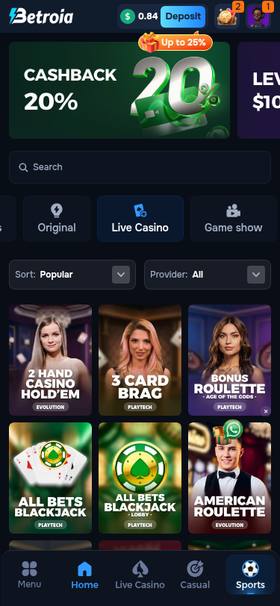 Betroia
$ 0.84 Deposit
2
1
Up to 25%
CASHBACK
20%
20
LEV
$10
Search
s
Original
Live Casino
Game show
Sort: Popular
Provider: All
2 HAND
CASINO
HOLD'EM
EVOLUTION
3 CARD
BRAG
PLAYTECH
BONUS
ROULETTE
- AGE OF THE GODS -
PLAYTECH
ALL BETS
BLACKJACK
PLAYTECH
ALL BETS
BLACKJACK
- LOBBY -
PLAYTECH
AMERICAN
ROULETTE
EVOLUTION
Menu
Home
Live Casino
Casual
Sports